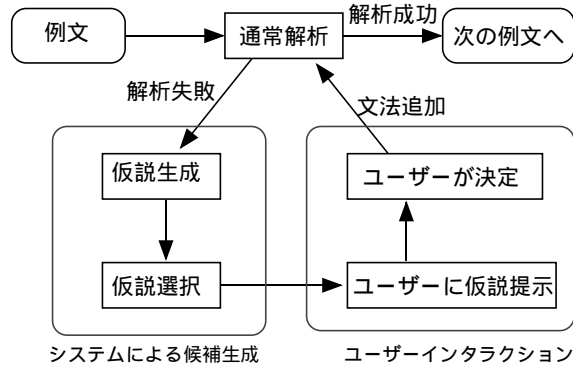 例文
通常解析
解析成功
次の例文へ
解析失敗
文法追加
仮説生成
ユーザーが決定
仮説選択
ユーザーに仮説提示
システムによる候補生成
ユーザーインタラクション